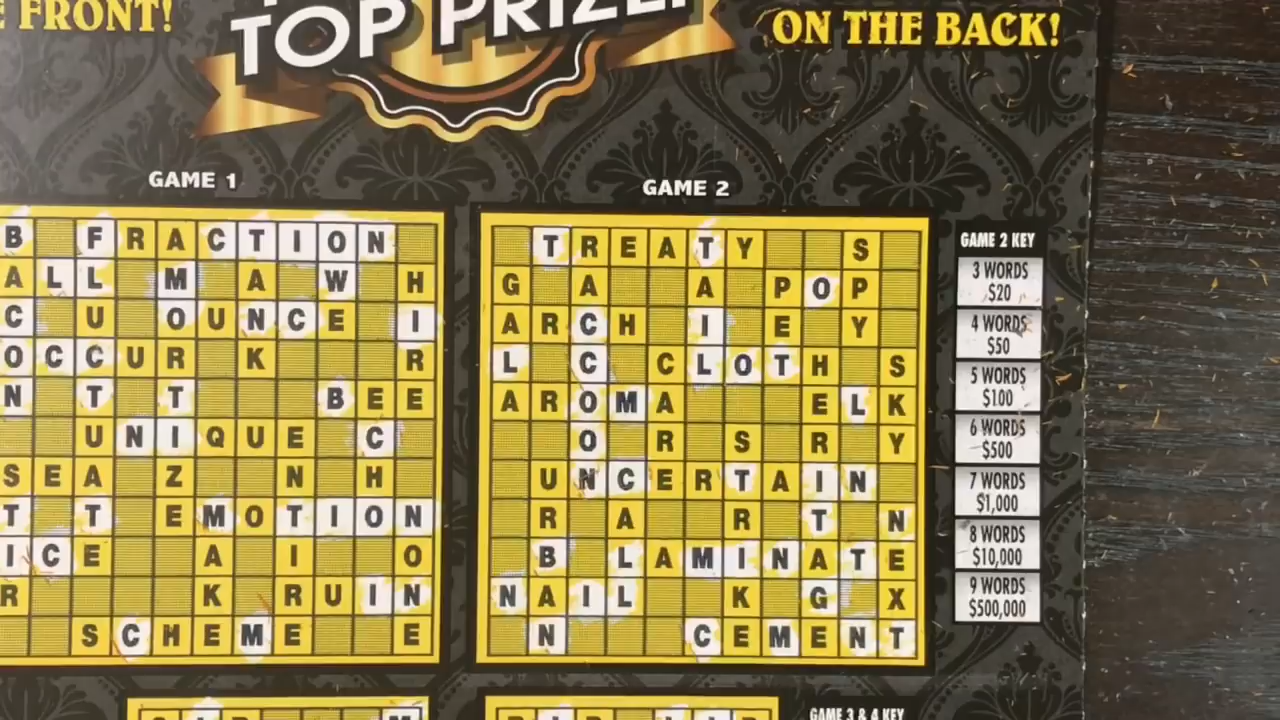 FRONT!
TOP PRIZE!
ON THE BACK!
GAME 1
GAME 2
B F R A C T I O N
A L L M A W H
C U O U N C E I
O C C U R K R
N T T B E E
U N I Q U E C
S E A Z N H
T T E M O T I O N
I C E A I O
R K R U I N
S C H E M E E
T R E A T Y S
G A A P O P
A R C H I E Y
L C C L O T H S
A R O M A E L K
O R S R Y
U N C E R T A I N
R A R T N
B L A M I N A T E
N A I L K G X
N C E M E N T
GAME 2 KEY
3 WORDS
$20
4 WORDS
$50
5 WORDS
$100
6 WORDS
$500
7 WORDS
$1,000
8 WORDS
$10,000
9 WORDS
$500,000
GAME 3 & 4 KEY